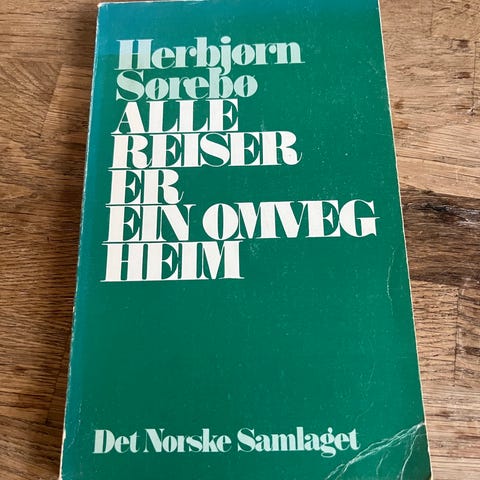 Herbjørn
Sørebø
ALLE
REISER
ER
EIN OMVEG
HEIM
Det Norske Samlaget